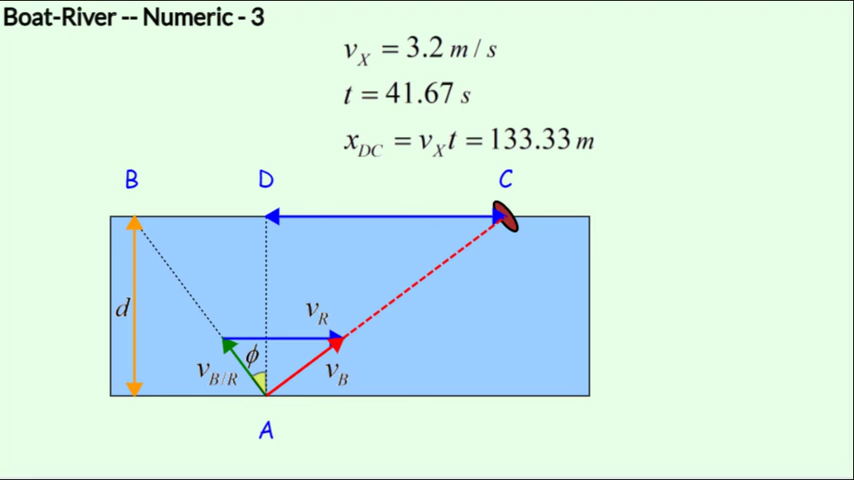 Boat-River -- Numeric - 3
v_X = 3.2 m / s
t = 41.67 s
x_DC = v_X t = 133.33 m
B D C
d
v_R
ϕ
v_B/R
v_B
A